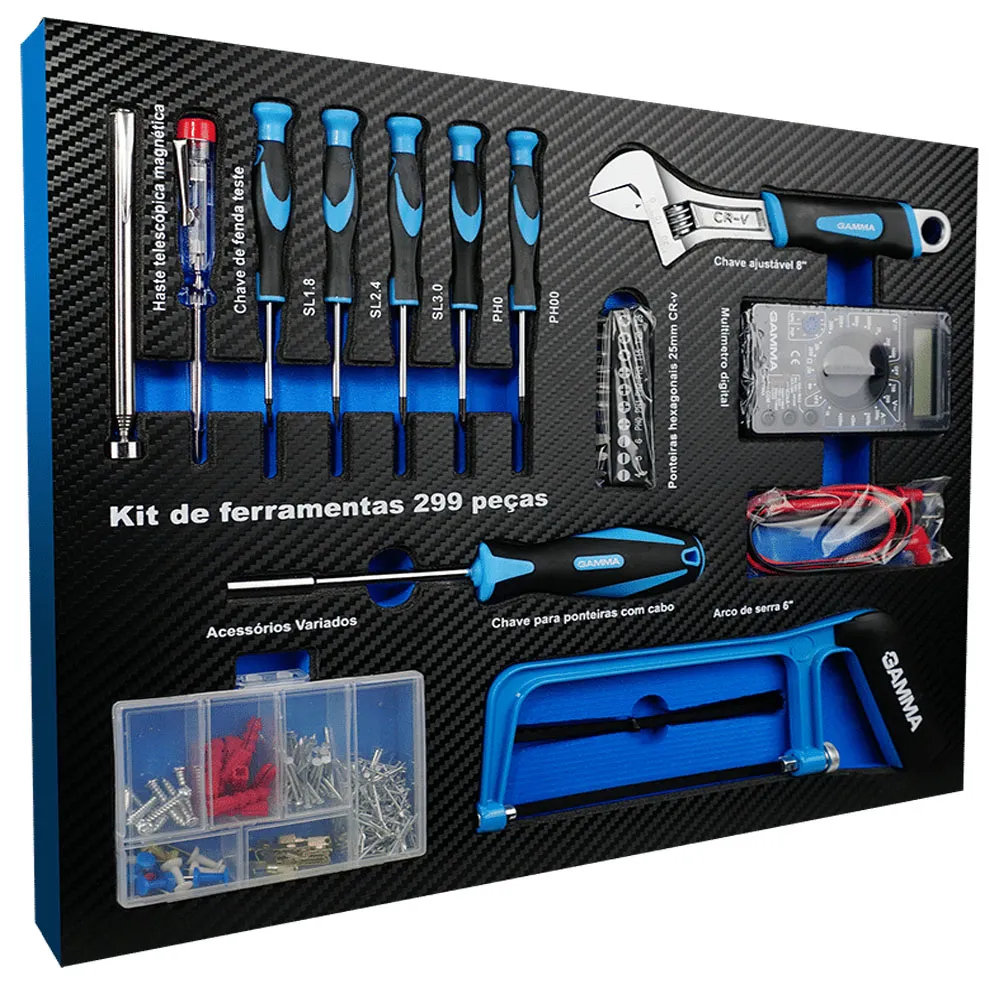 Haste telescópica magnética
Chave de fenda teste
SL1.8
SL2.4
SL3.0
PH0
PH00
CR-V
GAMMA
Chave ajustável 8"
Ponteiras hexagonais 25mm CR-v
Multimetro digital
GAMMA
CE
Kit de ferramentas 299 peças
GAMMA
Acessórios Variados
Chave para ponteiras com cabo
Arco de serra 6"
GAMMA